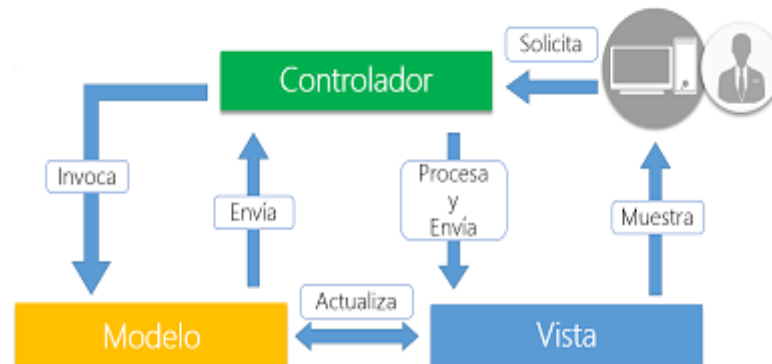 Solicita
Controlador
Invoca
Envía
Procesa
y
Envía
Muestra
Actualiza
Modelo
Vista